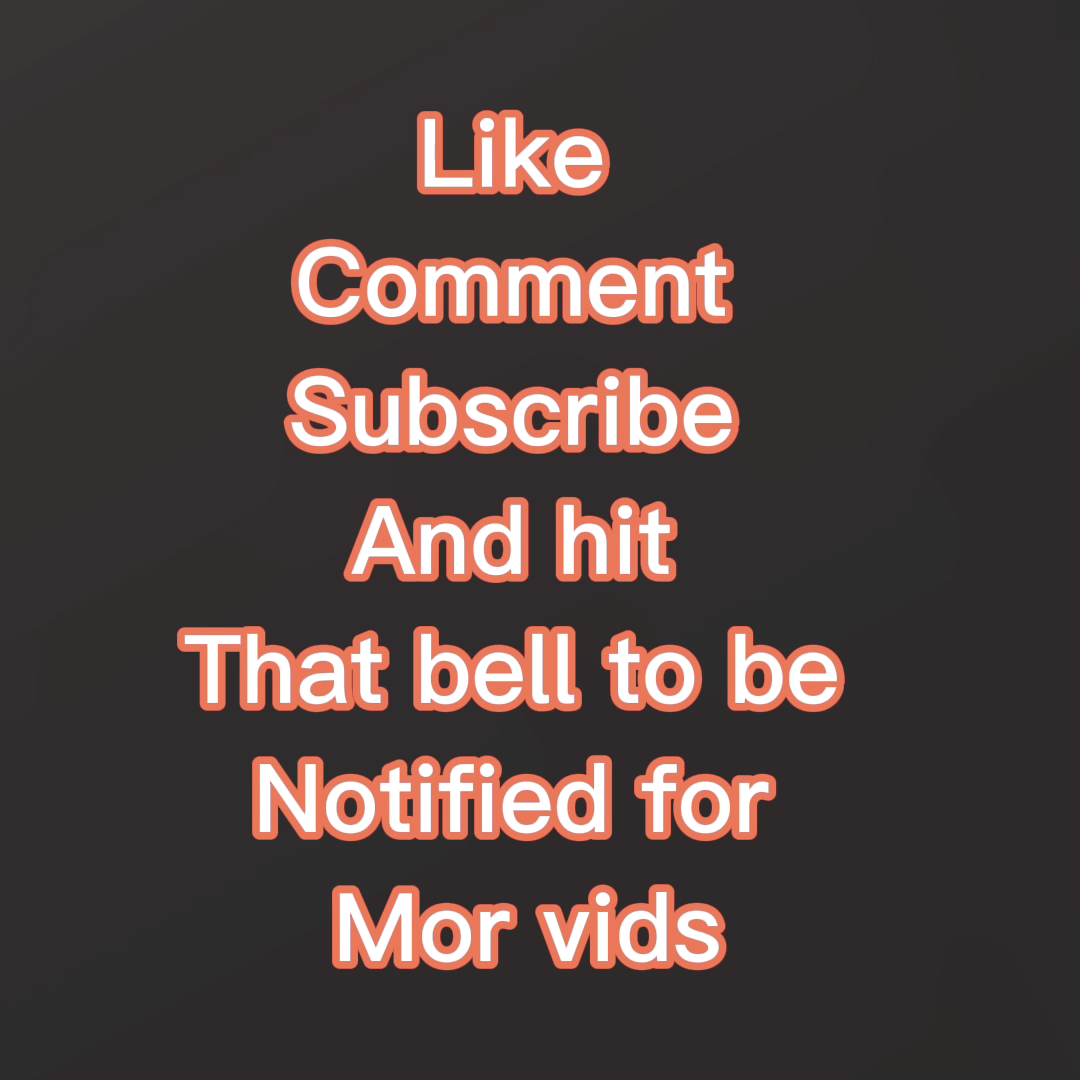 Like
Comment
Subscribe
And hit
That bell to be
Notified for
Mor vids